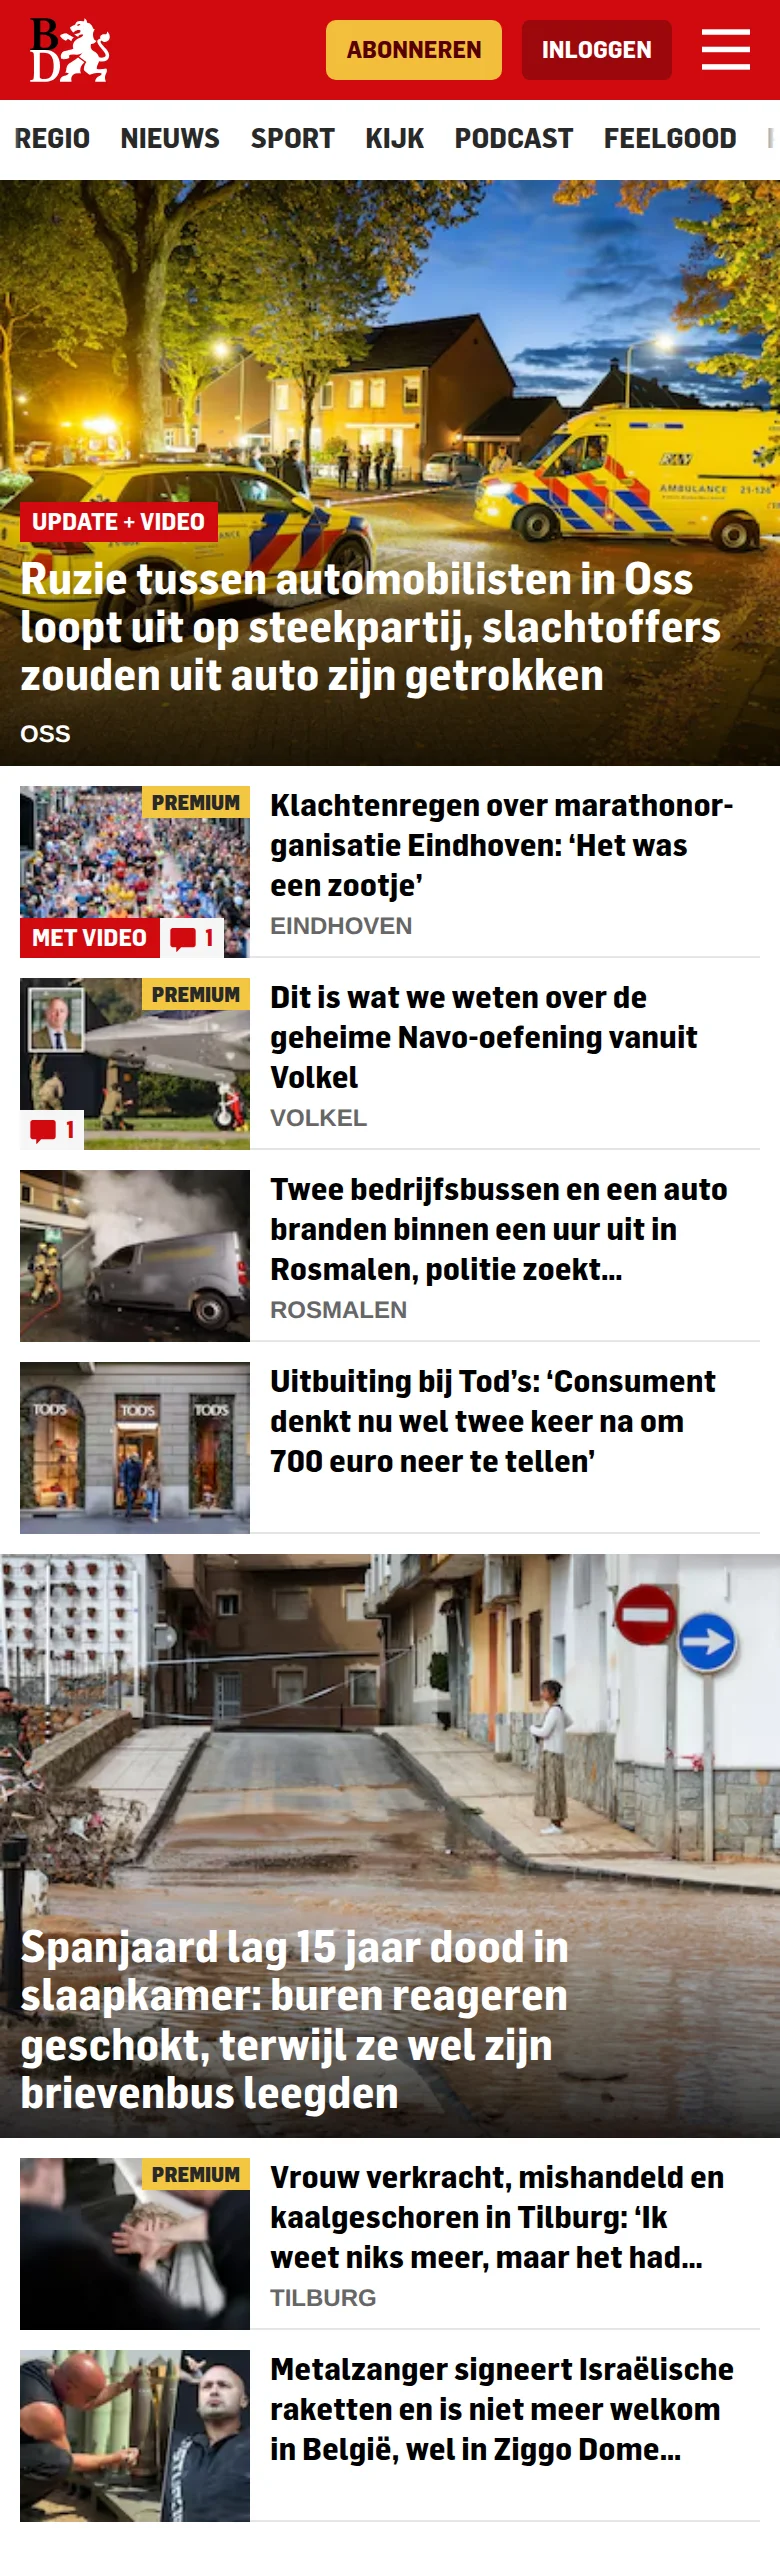 B
D
ABONNEREN
INLOGGEN
REGIO NIEUWS SPORT KIJK PODCAST FEELGOOD
AMBULANCE 21-126
UPDATE + VIDEO
Ruzie tussen automobilisten in Oss
loopt uit op steekpartij, slachtoffers
zouden uit auto zijn getrokken
OSS
PREMIUM
MET VIDEO 1
Klachtenregen over marathonor-
ganisatie Eindhoven: ‘Het was
een zootje’
EINDHOVEN
PREMIUM
1
Dit is wat we weten over de
geheime Navo-oefening vanuit
Volkel
VOLKEL
Twee bedrijfsbussen en een auto
branden binnen een uur uit in
Rosmalen, politie zoekt...
ROSMALEN
TOD'S TOD'S TOD'S
Uitbuiting bij Tod’s: ‘Consument
denkt nu wel twee keer na om
700 euro neer te tellen’
Spanjaard lag 15 jaar dood in
slaapkamer: buren reageren
geschokt, terwijl ze wel zijn
brievenbus leegden
PREMIUM
Vrouw verkracht, mishandeld en
kaalgeschoren in Tilburg: ‘Ik
weet niks meer, maar het had...
TILBURG
Metalzanger signeert Israëlische
raketten en is niet meer welkom
in België, wel in Ziggo Dome...